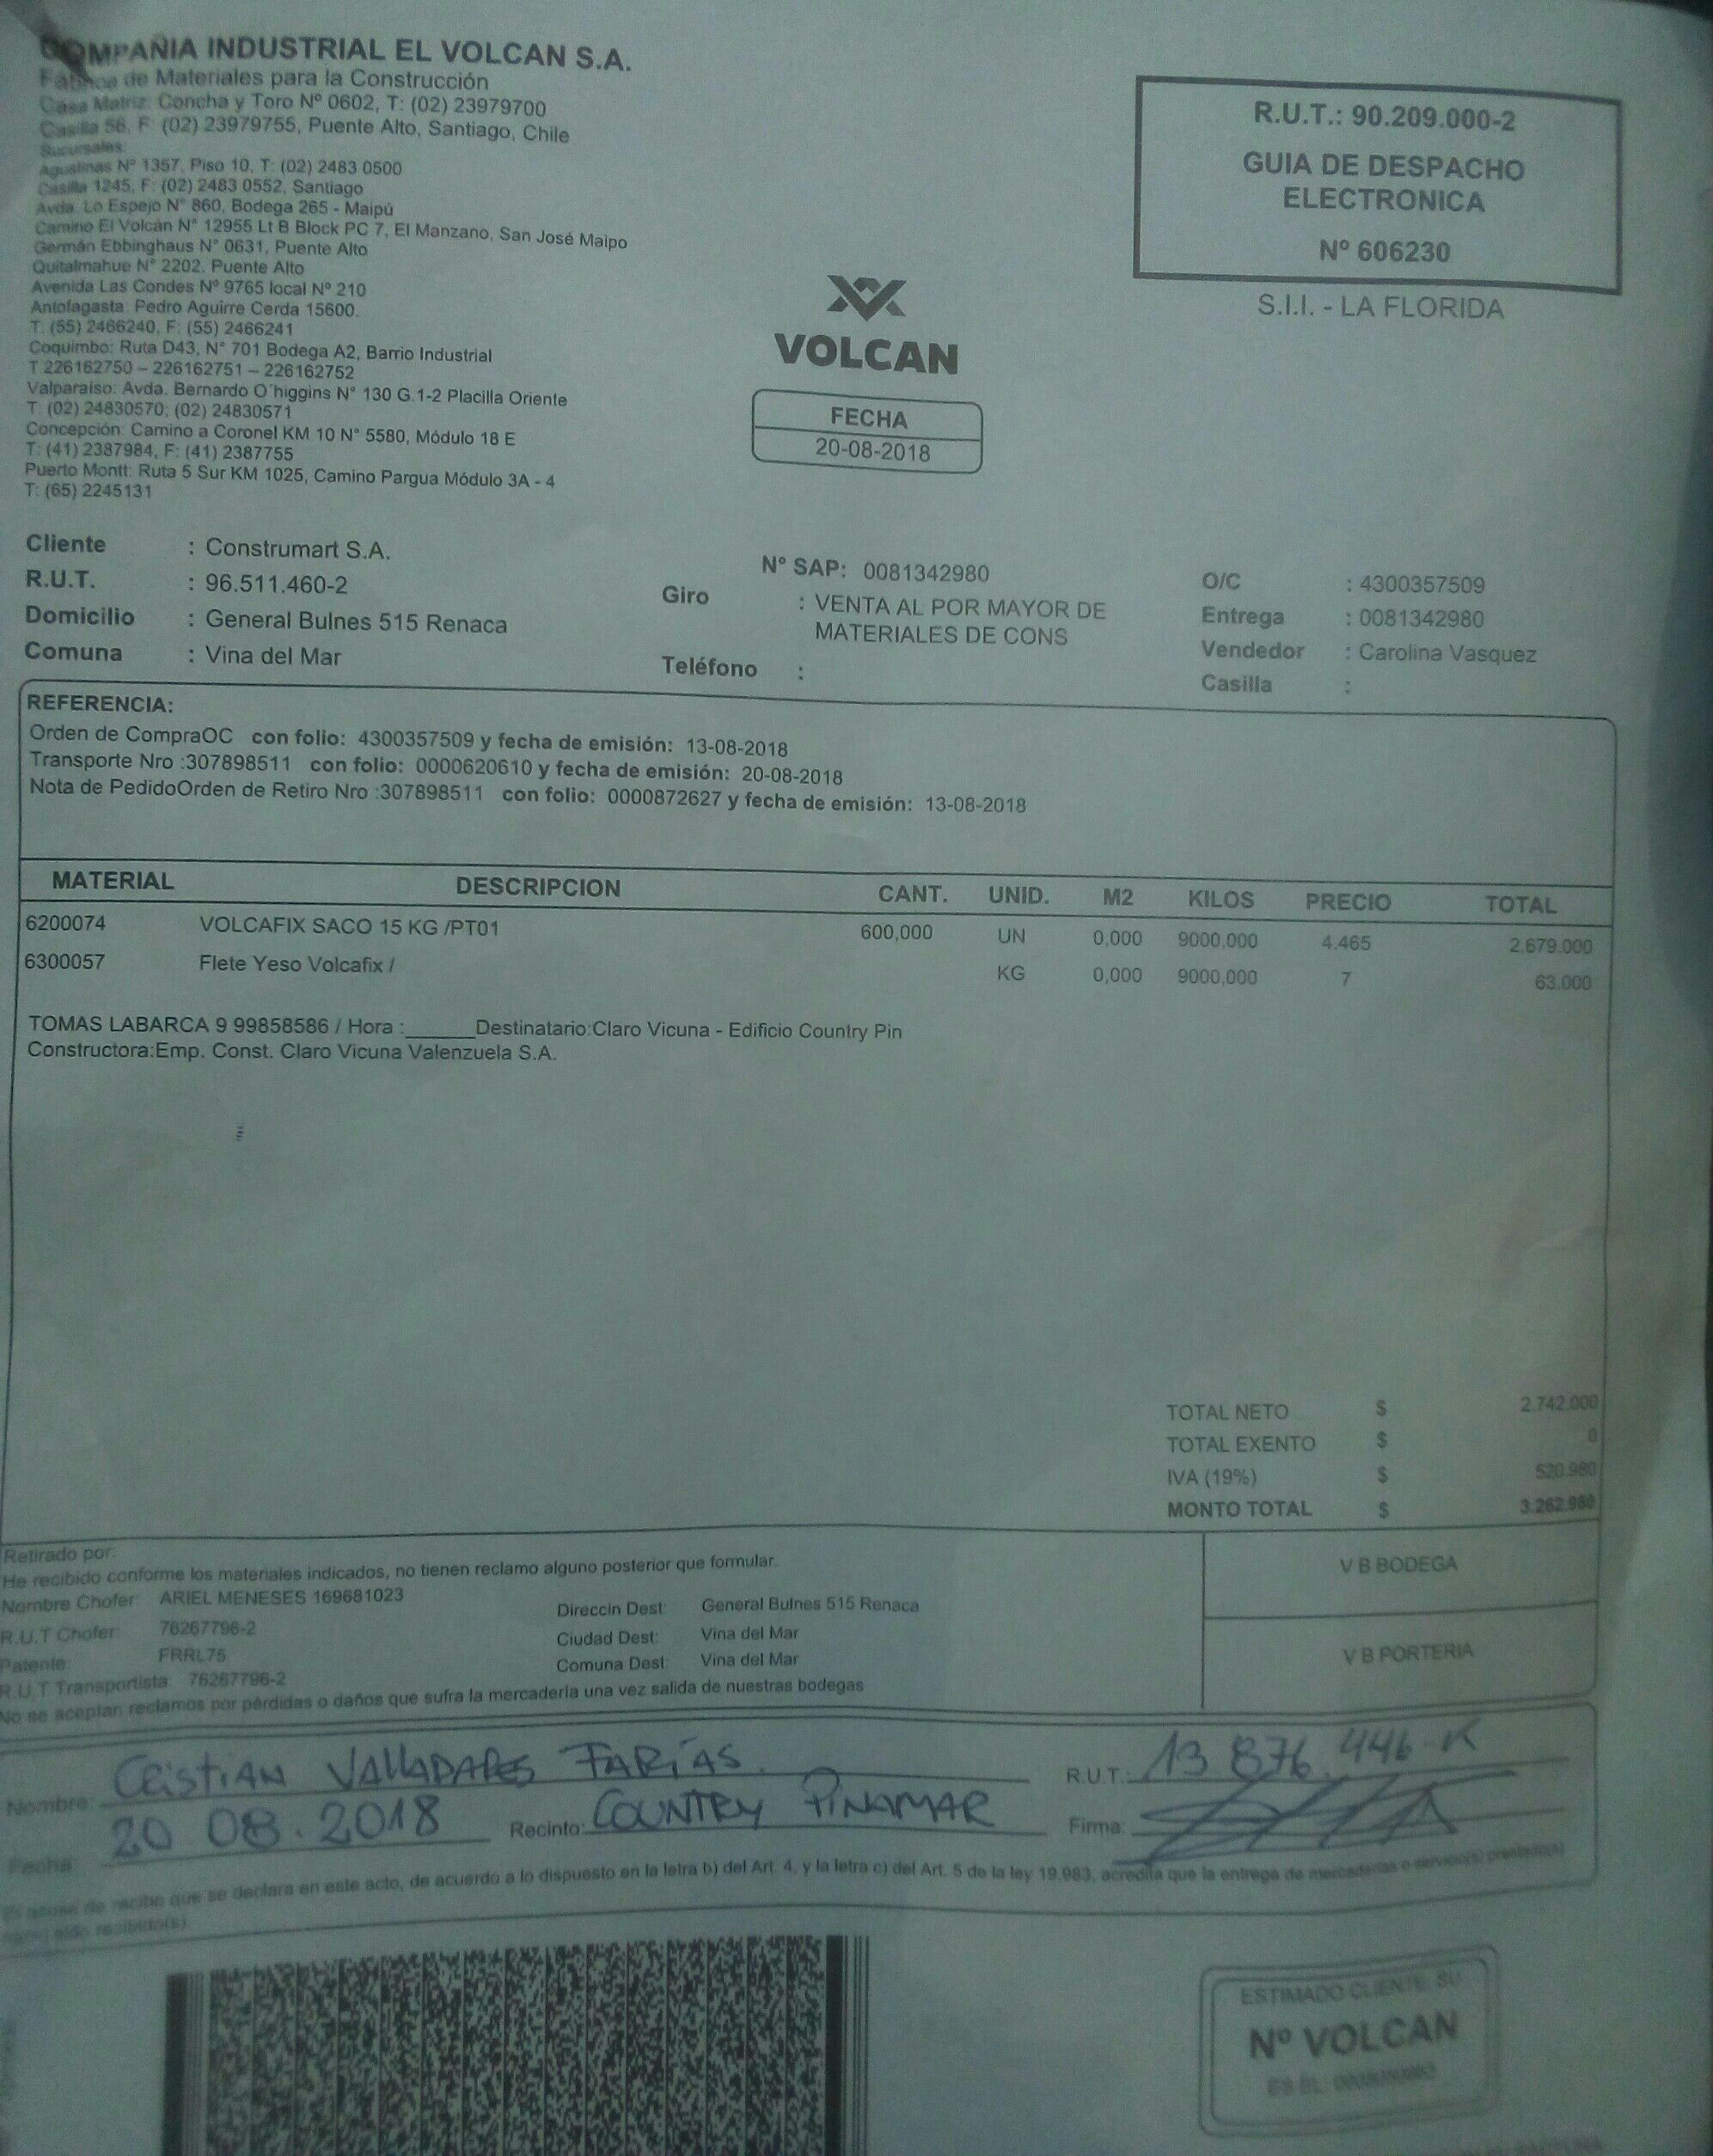 COMPAÑIA INDUSTRIAL EL VOLCAN S.A.
Fabrica de Materiales para la Construcción
Casa Matriz: Concha y Toro Nº 0602, T: (02) 23979700
Casilla 56, F: (02) 23979755, Puente Alto, Santiago, Chile
Sucursales:
Agustinas Nº 1357, Piso 10, T: (02) 2483 0500
Casilla 1245, F: (02) 2483 0552, Santiago
Avda. Lo Espejo N° 860, Bodega 265 - Maipú
Camino El Volcán N° 12955 Lt B Block PC 7, El Manzano, San José Maipo
Germán Ebbinghaus N° 0631, Puente Alto
Quitalmahue N° 2202, Puente Alto
Avenida Las Condes Nº 9765 local Nº 210
Antofagasta: Pedro Aguirre Cerda 15600.
T: (55) 2466240, F: (55) 2466241
Coquimbo: Ruta D43, N° 701 Bodega A2, Barrio Industrial
T 226162750 – 226162751 – 226162752
Valparaíso: Avda. Bernardo O´higgins N° 130 G.1-2 Placilla Oriente
T: (02) 24830570; (02) 24830571
Concepción: Camino a Coronel KM 10 N° 5580, Módulo 18 E
T: (41) 2387984, F: (41) 2387755
Puerto Montt: Ruta 5 Sur KM 1025, Camino Pargua Módulo 3A - 4
T: (65) 2245131
R.U.T.: 90.209.000-2
GUIA DE DESPACHO
ELECTRONICA
Nº 606230
S.I.I. - LA FLORIDA
VOLCAN
FECHA
20-08-2018
Cliente : Construmart S.A.
R.U.T. : 96.511.460-2
Domicilio : General Bulnes 515 Renaca
Comuna : Vina del Mar
Nº SAP: 0081342980
Giro : VENTA AL POR MAYOR DE
MATERIALES DE CONS
Teléfono :
O/C : 4300357509
Entrega : 0081342980
Vendedor : Carolina Vasquez
Casilla :
REFERENCIA:
Orden de CompraOC con folio: 4300357509 y fecha de emisión: 13-08-2018
Transporte Nro :307898511 con folio: 0000620610 y fecha de emisión: 20-08-2018
Nota de PedidoOrden de Retiro Nro :307898511 con folio: 0000872627 y fecha de emisión: 13-08-2018
MATERIAL DESCRIPCION CANT. UNID. M2 KILOS PRECIO TOTAL
6200074 VOLCAFIX SACO 15 KG /PT01 600,000 UN 0,000 9000,000 4.465 2.679.000
6300057 Flete Yeso Volcafix / KG 0,000 9000,000 7 63.000
TOMAS LABARCA 9 99858586 / Hora :______ Destinatario:Claro Vicuna - Edificio Country Pin
Constructora:Emp. Const. Claro Vicuna Valenzuela S.A.
TOTAL NETO $ 2.742.000
TOTAL EXENTO $ 0
IVA (19%) $ 520.980
MONTO TOTAL $ 3.262.980
Retirado por:
He recibido conforme los materiales indicados, no tienen reclamo alguno posterior que formular.
Nombre Chofer: ARIEL MENESES 169681023
R.U.T Chofer: 76267796-2
Patente FRRL75
R.U.T Transportista: 76267796-2
Direccin Dest: General Bulnes 515 Renaca
Ciudad Dest: Vina del Mar
Comuna Dest: Vina del Mar
No se aceptan reclamos por pérdidas o daños que sufra la mercadería una vez salida de nuestras bodegas
V B BODEGA
V B PORTERIA
Nombre: CRISTIAN VALLADARES FARÍAS. R.U.T.: 13 876.446-K
Fecha: 20 08.2018 Recinto: COUNTRY PINAMAR Firma:
El acuse de recibo que se declara en este acto, de acuerdo a lo dispuesto en la letra b) del Art. 4, y la letra c) del Art. 5 de la ley 19.983, acredita que la entrega de mercaderías o servicio(s) prestado(s)
sido recibido(s).
ESTIMADO CLIENTE, SU
Nº VOLCAN
ES EL: